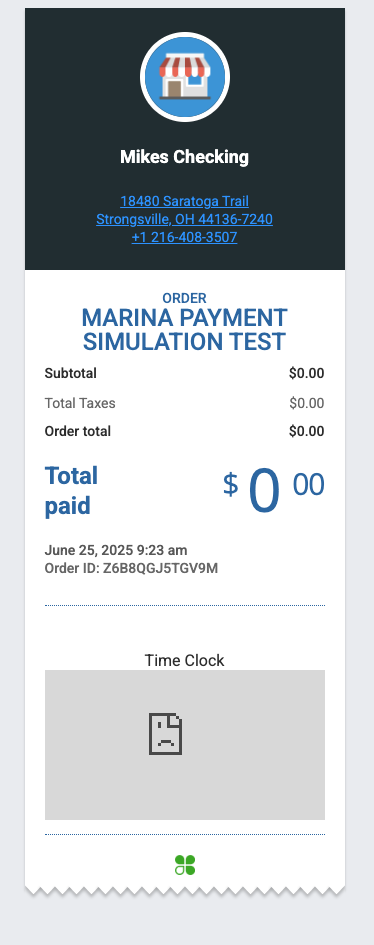 Mikes Checking
18480 Saratoga Trail
Strongsville, OH 44136-7240
+1 216-408-3507
ORDER
MARINA PAYMENT
SIMULATION TEST
Subtotal $0.00
Total Taxes $0.00
Order total $0.00
Total paid $ 0 00
June 25, 2025 9:23 am
Order ID: Z6B8QGJ5TGV9M
Time Clock